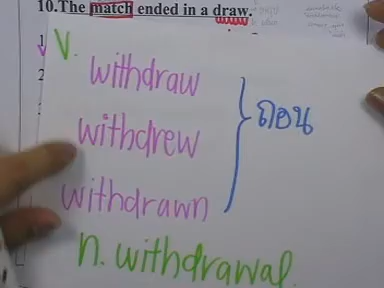 10.The match ended in a draw.
V.
withdraw
withdrew
withdrawn
ถอน
n. withdrawal